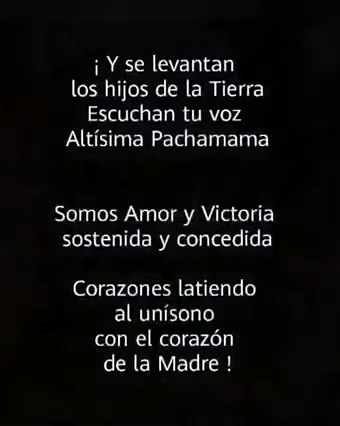 ¡ Y se levantan
los hijos de la Tierra
Escuchan tu voz
Altísima Pachamama
Somos Amor y Victoria
sostenida y concedida
Corazones latiendo
al unísono
con el corazón
de la Madre !